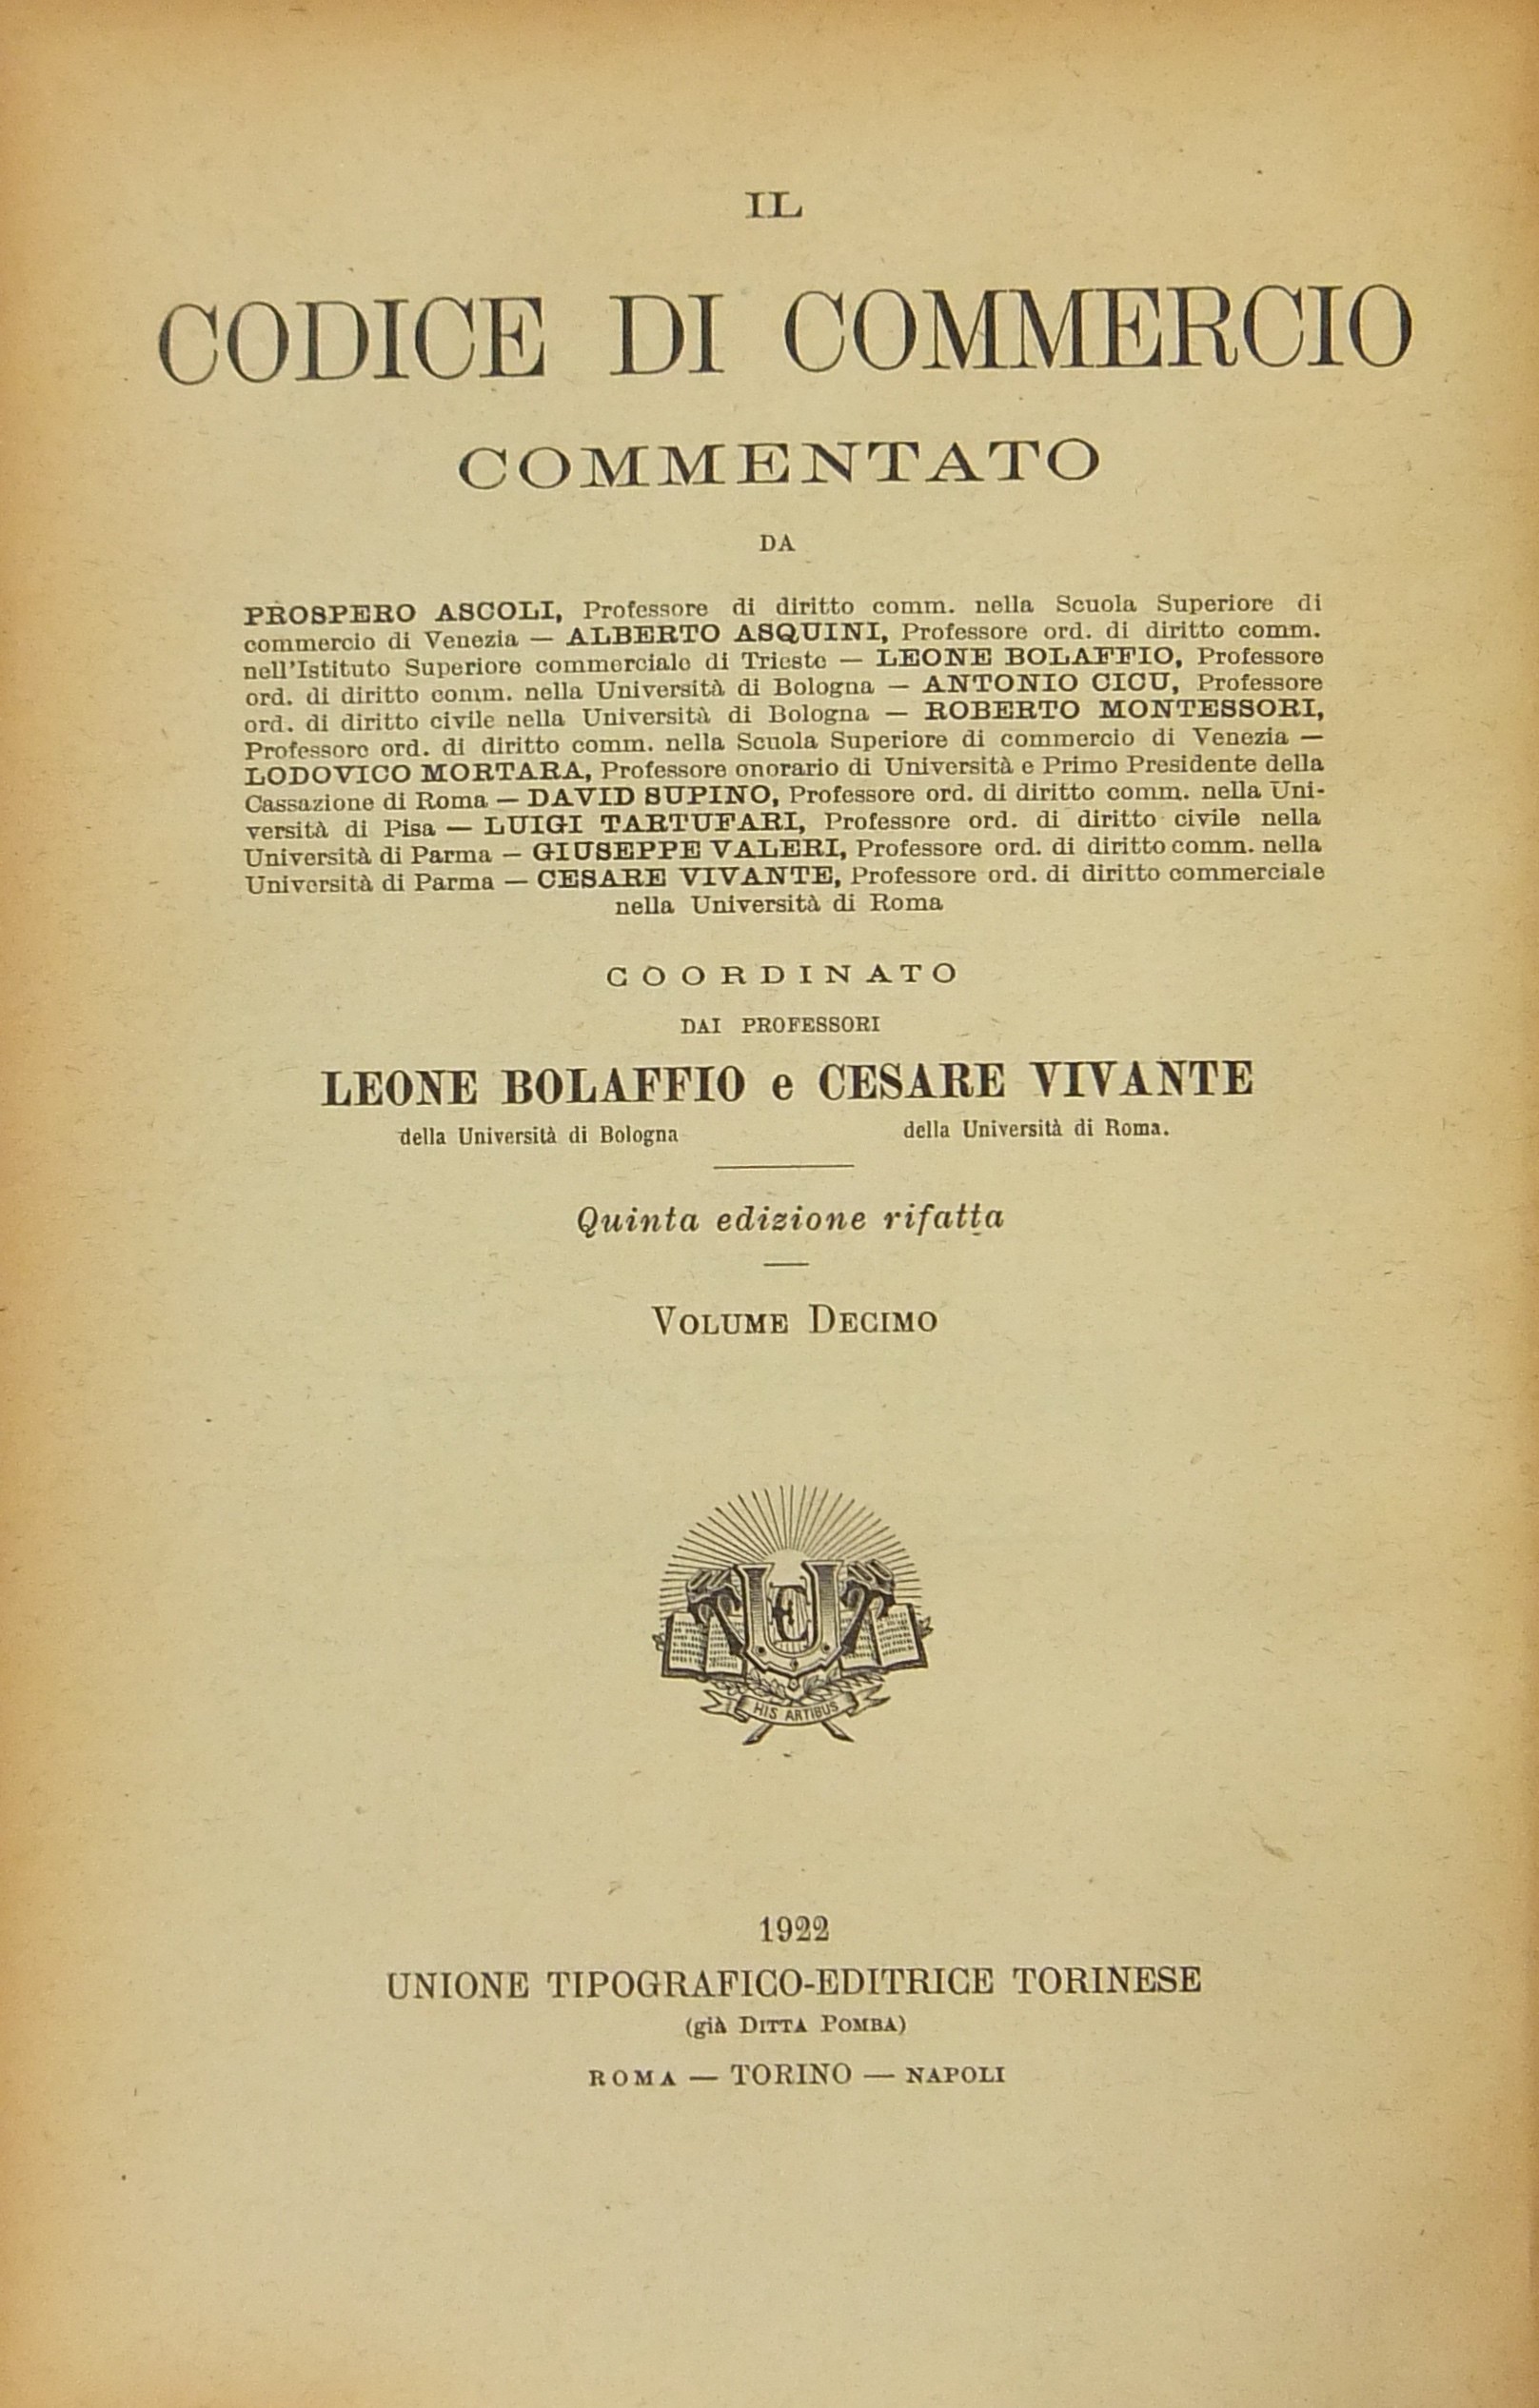 IL
CODICE DI COMMERCIO
COMMENTATO
DA
PROSPERO ASCOLI, Professore di diritto comm. nella Scuola Superiore di
commercio di Venezia — ALBERTO ASQUINI, Professore ord. di diritto comm.
nell'Istituto Superiore commerciale di Trieste — LEONE BOLAFFIO, Professore
ord. di diritto comm. nella Università di Bologna — ANTONIO CICU, Professore
ord. di diritto civile nella Università di Bologna — ROBERTO MONTESSORI,
Professore ord. di diritto comm. nella Scuola Superiore di commercio di Venezia —
LODOVICO MORTARA, Professore onorario di Università e Primo Presidente della
Cassazione di Roma — DAVID SUPINO, Professore ord. di diritto comm. nella Uni-
versità di Pisa — LUIGI TARTUFARI, Professore ord. di diritto civile nella
Università di Parma — GIUSEPPE VALERI, Professore ord. di diritto comm. nella
Università di Parma — CESARE VIVANTE, Professore ord. di diritto commerciale
nella Università di Roma
COORDINATO
DAI PROFESSORI
LEONE BOLAFFIO e CESARE VIVANTE
della Università di Bologna della Università di Roma.
Quinta edizione rifatta
VOLUME DECIMO
UTET
HIS ARTIBUS
1922
UNIONE TIPOGRAFICO-EDITRICE TORINESE
(già DITTA POMBA)
ROMA — TORINO — NAPOLI